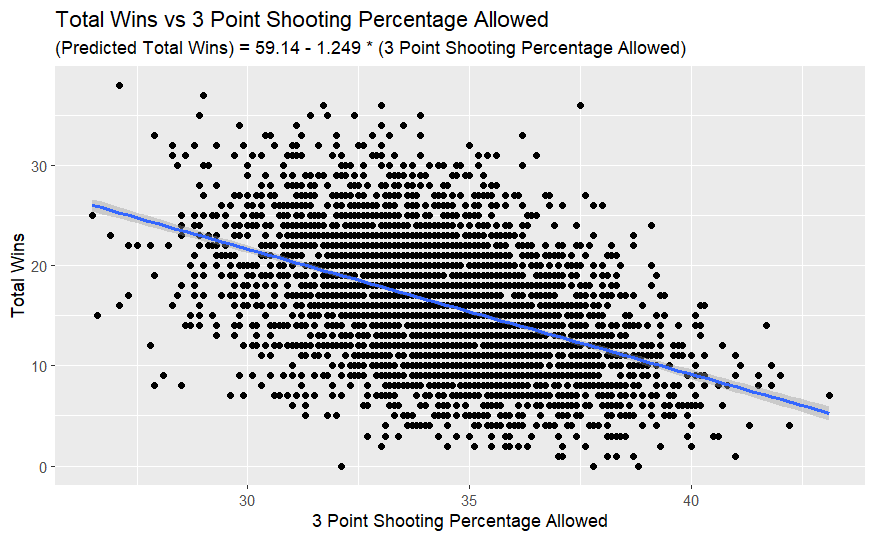 Total Wins vs 3 Point Shooting Percentage Allowed
(Predicted Total Wins) = 59.14 - 1.249 * (3 Point Shooting Percentage Allowed)
Total Wins
30
20
10
0
30
35
40
3 Point Shooting Percentage Allowed